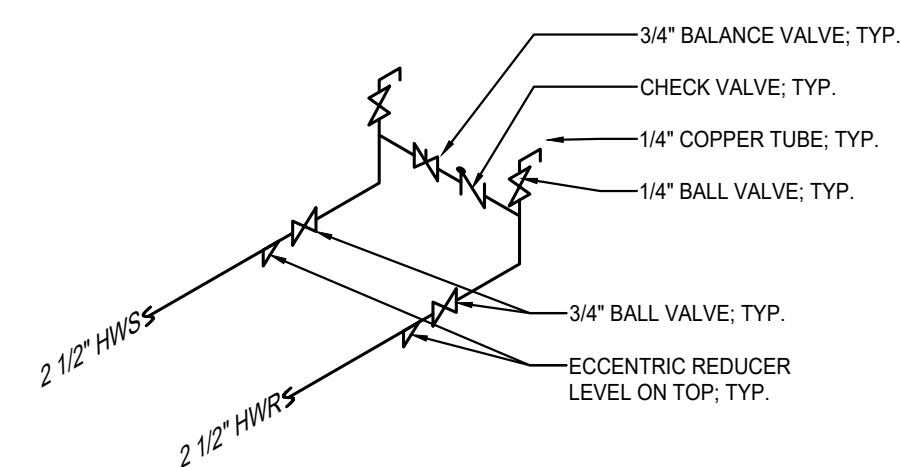 3/4" BALANCE VALVE; TYP.
CHECK VALVE; TYP.
1/4" COPPER TUBE; TYP.
1/4" BALL VALVE; TYP.
3/4" BALL VALVE; TYP.
ECCENTRIC REDUCER
LEVEL ON TOP; TYP.
2 1/2" HWS
2 1/2" HWR